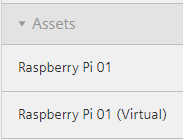 Assets
Raspberry Pi 01
Raspberry Pi 01 (Virtual)